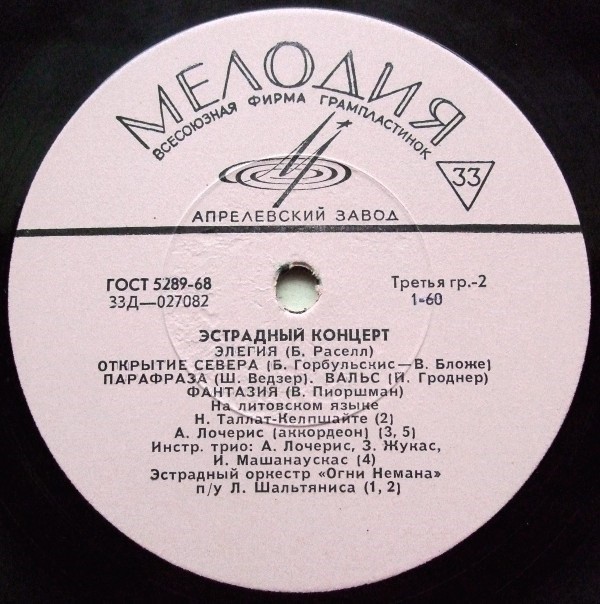 МЕЛОДИЯ
ВСЕСОЮЗНАЯ ФИРМА ГРАМПЛАСТИНОК
33
АПРЕЛЕВСКИЙ ЗАВОД
ГОСТ 5289-68 Третья гр.-2
33Д—027082 1-60
ЭСТРАДНЫЙ КОНЦЕРТ
ЭЛЕГИЯ (Б. Раселл)
ОТКРЫТИЕ СЕВЕРА (Б. Горбульскис—В. Бложе)
ПАРАФРАЗА (Ш. Ведзер). ВАЛЬС (И. Гроднер)
ФАНТАЗИЯ (В. Пиоршман)
На литовском языке
Н. Таллат-Келпшайте (2)
А. Лочерис (аккордеон) (3, 5)
Инстр. трио: А. Лочерис, З. Жукас,
И. Машанаускас (4)
Эстрадный оркестр «Огни Немана»
п/у Л. Шальтяниса (1, 2)